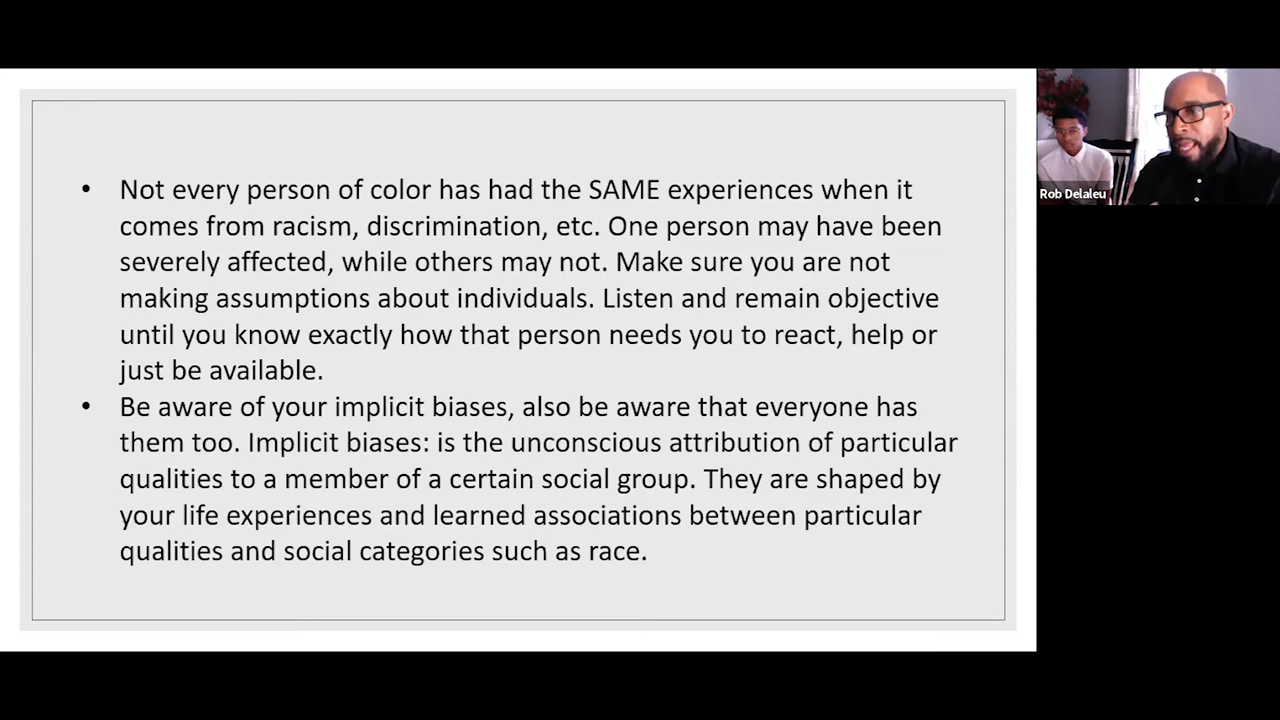 • Not every person of color has had the SAME experiences when it
comes from racism, discrimination, etc. One person may have been
severely affected, while others may not. Make sure you are not
making assumptions about individuals. Listen and remain objective
until you know exactly how that person needs you to react, help or
just be available.
• Be aware of your implicit biases, also be aware that everyone has
them too. Implicit biases: is the unconscious attribution of particular
qualities to a member of a certain social group. They are shaped by
your life experiences and learned associations between particular
qualities and social categories such as race.
Rob Delaleu